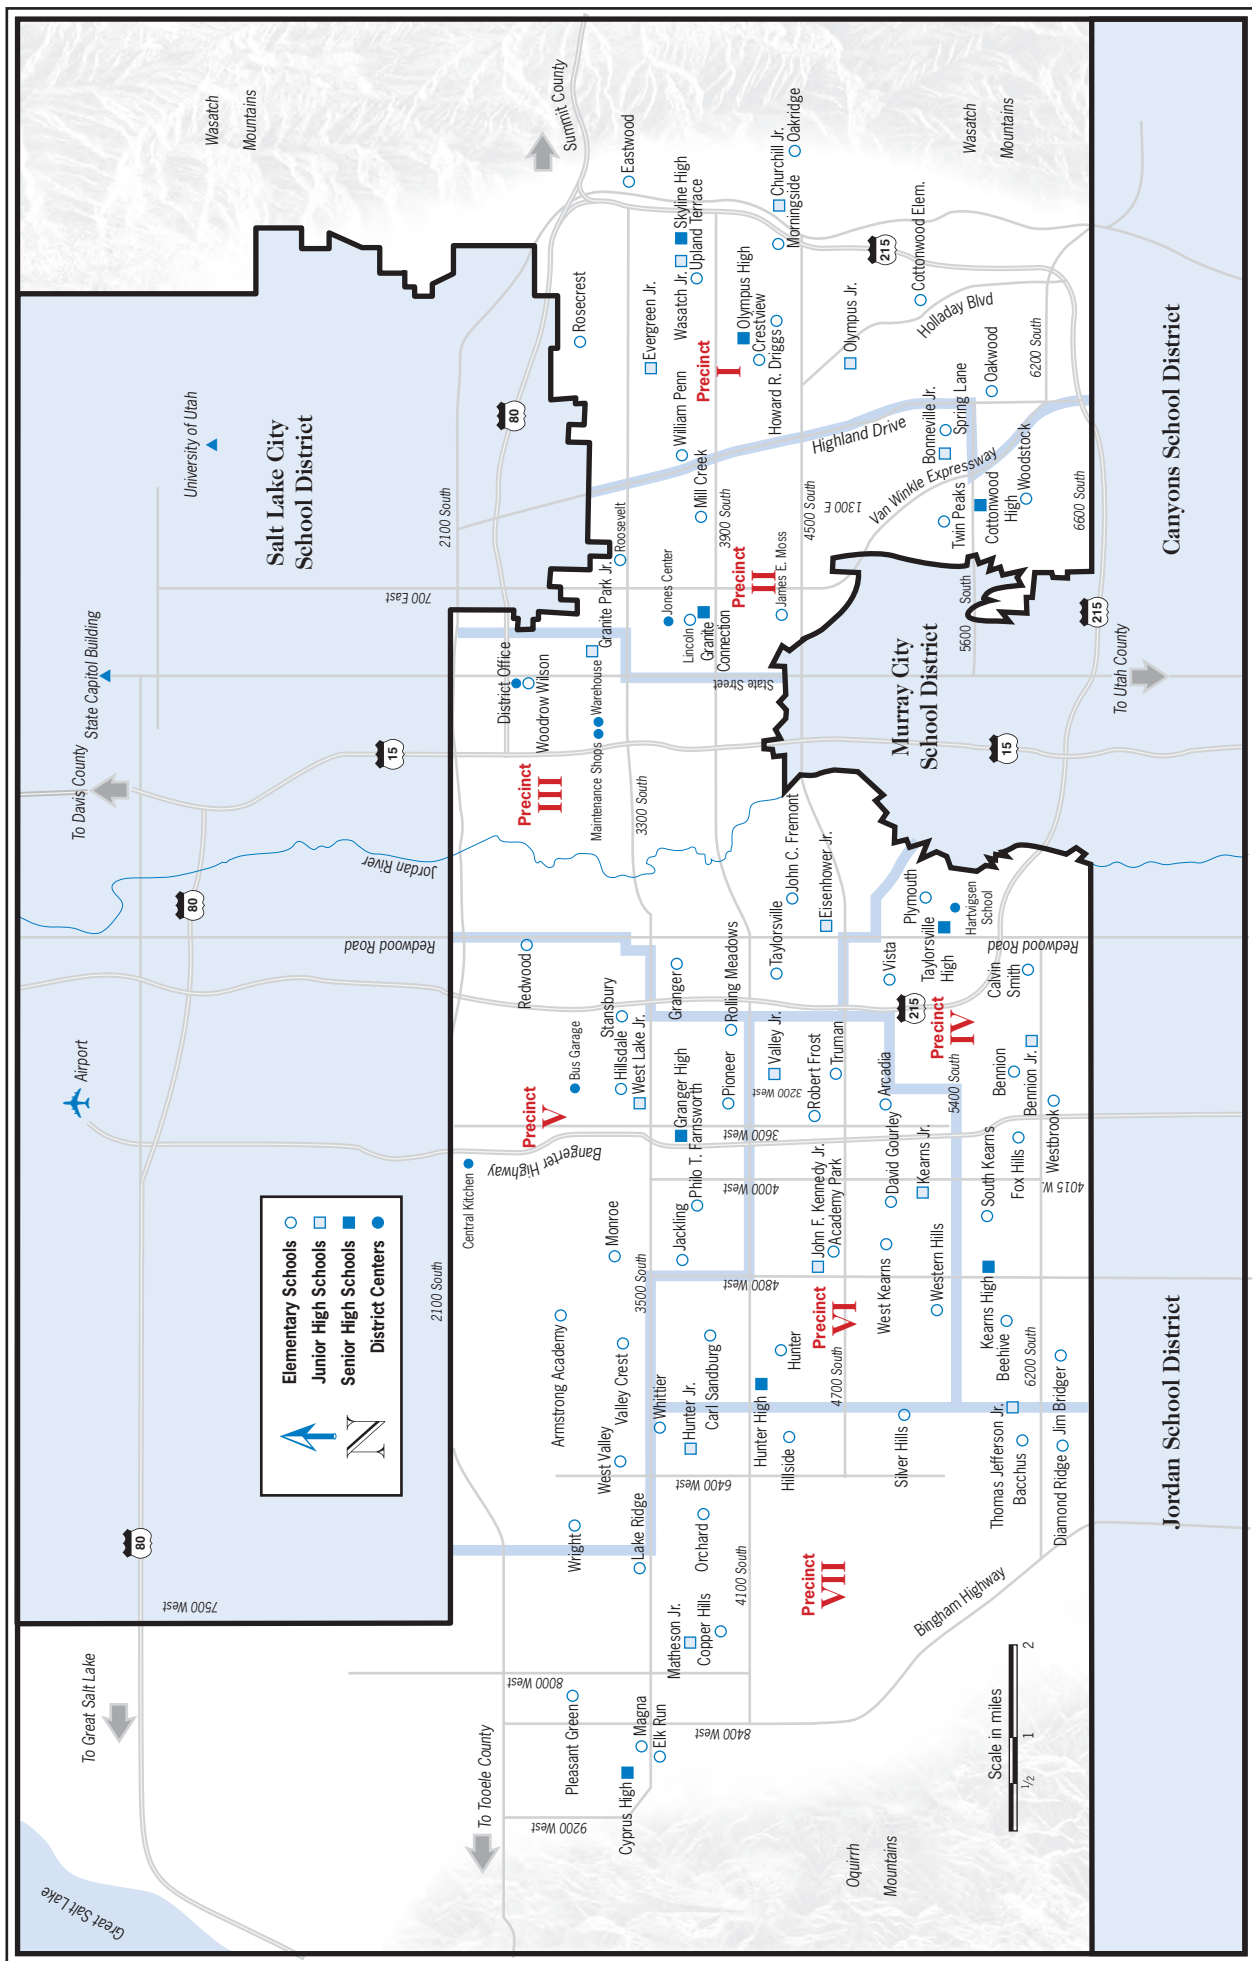 Wasatch
Mountains
Summit County
Eastwood
Skyline High
Upland Terrace
Wasatch Jr.
Churchill Jr.
Oakridge
Morningside
Wasatch
Mountains
215
Cottonwood Elem.
Holladay Blvd
Rosecrest
Evergreen Jr.
Olympus High
Crestview
Howard R. Driggs
Olympus Jr.
Precinct
I
William Penn
Mill Creek
Highland Drive
Van Winkle Expressway
1300 E
Bonneville Jr.
Spring Lane
Oakwood
6200 South
Twin Peaks
Cottonwood
High
Woodstock
6600 South
Canyons School District
University of Utah
Salt Lake City
School District
80
2100 South
700 East
3900 South
4500 South
Roosevelt
Granite Park Jr.
Jones Center
Lincoln
Granite
Connection
Precinct
II
James E. Moss
5600
South
215
State Capitol Building
District Office
Woodrow Wilson
Warehouse
Maintenance Shops
State Street
Murray City
School District
To Utah County
To Davis County
15
15
Precinct
III
3300 South
John C. Fremont
Jordan River
80
Redwood Road
Redwood
Granger
Rolling Meadows
Taylorsville
Eisenhower Jr.
Plymouth
Taylorsville
High
Hartvigsen
School
Redwood Road
Vista
Calvin
Smith
215
Precinct
IV
Airport
Stansbury
Hillsdale
West Lake Jr.
Bus Garage
Precinct
V
Granger High
Philo T. Farnsworth
Pioneer
Valley Jr.
3200 West
3600 West
4000 West
Robert Frost
Truman
Arcadia
David Gourley
Kearns Jr.
5400 South
Bennion
Bennion Jr.
Westbrook
Fox Hills
South Kearns
4015 W.
Central Kitchen
Bangerter Highway
Monroe
Jackling
John F. Kennedy Jr.
Academy Park
4800 West
West Kearns
Western Hills
Kearns High
Beehive
6200 South
Elementary Schools
Junior High Schools
Senior High Schools
District Centers
N
2100 South
3500 South
Armstrong Academy
Valley Crest
West Valley
Whittier
Hunter Jr.
Carl Sandburg
Hunter
Hunter High
Hillside
Precinct
VI
4700 South
Silver Hills
Thomas Jefferson Jr.
Bacchus
Jim Bridger
Diamond Ridge
Jordan School District
6400 West
80
7500 West
Wright
Lake Ridge
Orchard
4100 South
Matheson Jr.
Copper Hills
Precinct
VII
Bingham Highway
To Great Salt Lake
8000 West
Pleasant Green
Magna
Elk Run
Cyprus High
8400 West
9200 West
To Tooele County
Scale in miles
1/2
1
2
Oquirrh
Mountains
Great Salt Lake